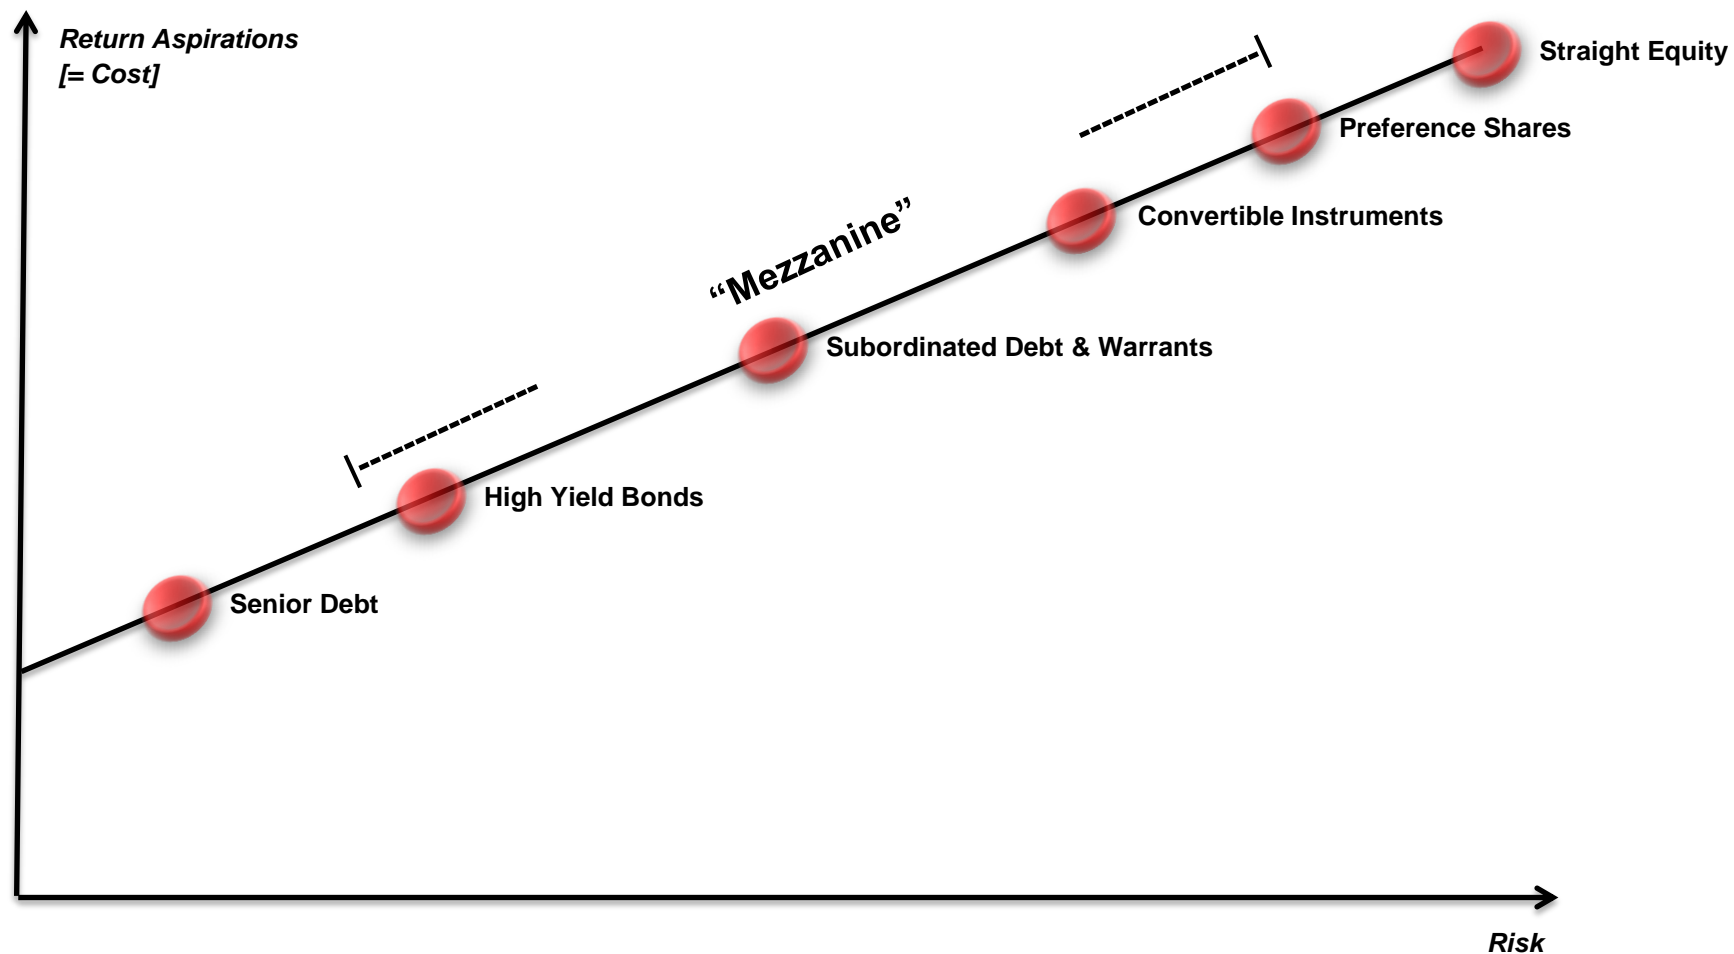 Return Aspirations
[= Cost]
Straight Equity
Preference Shares
Convertible Instruments
“Mezzanine”
Subordinated Debt & Warrants
High Yield Bonds
Senior Debt
Risk